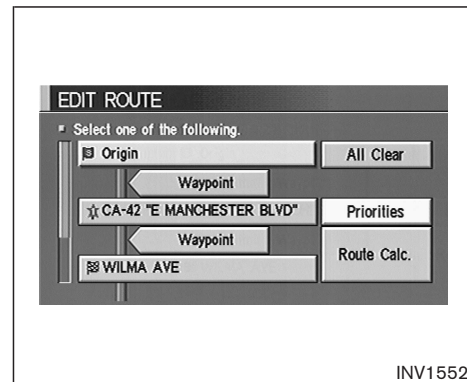 EDIT ROUTE
Select one of the following.
Origin
All Clear
Waypoint
CA-42 "E MANCHESTER BLVD"
Priorities
Waypoint
Route Calc.
WILMA AVE
INV1552